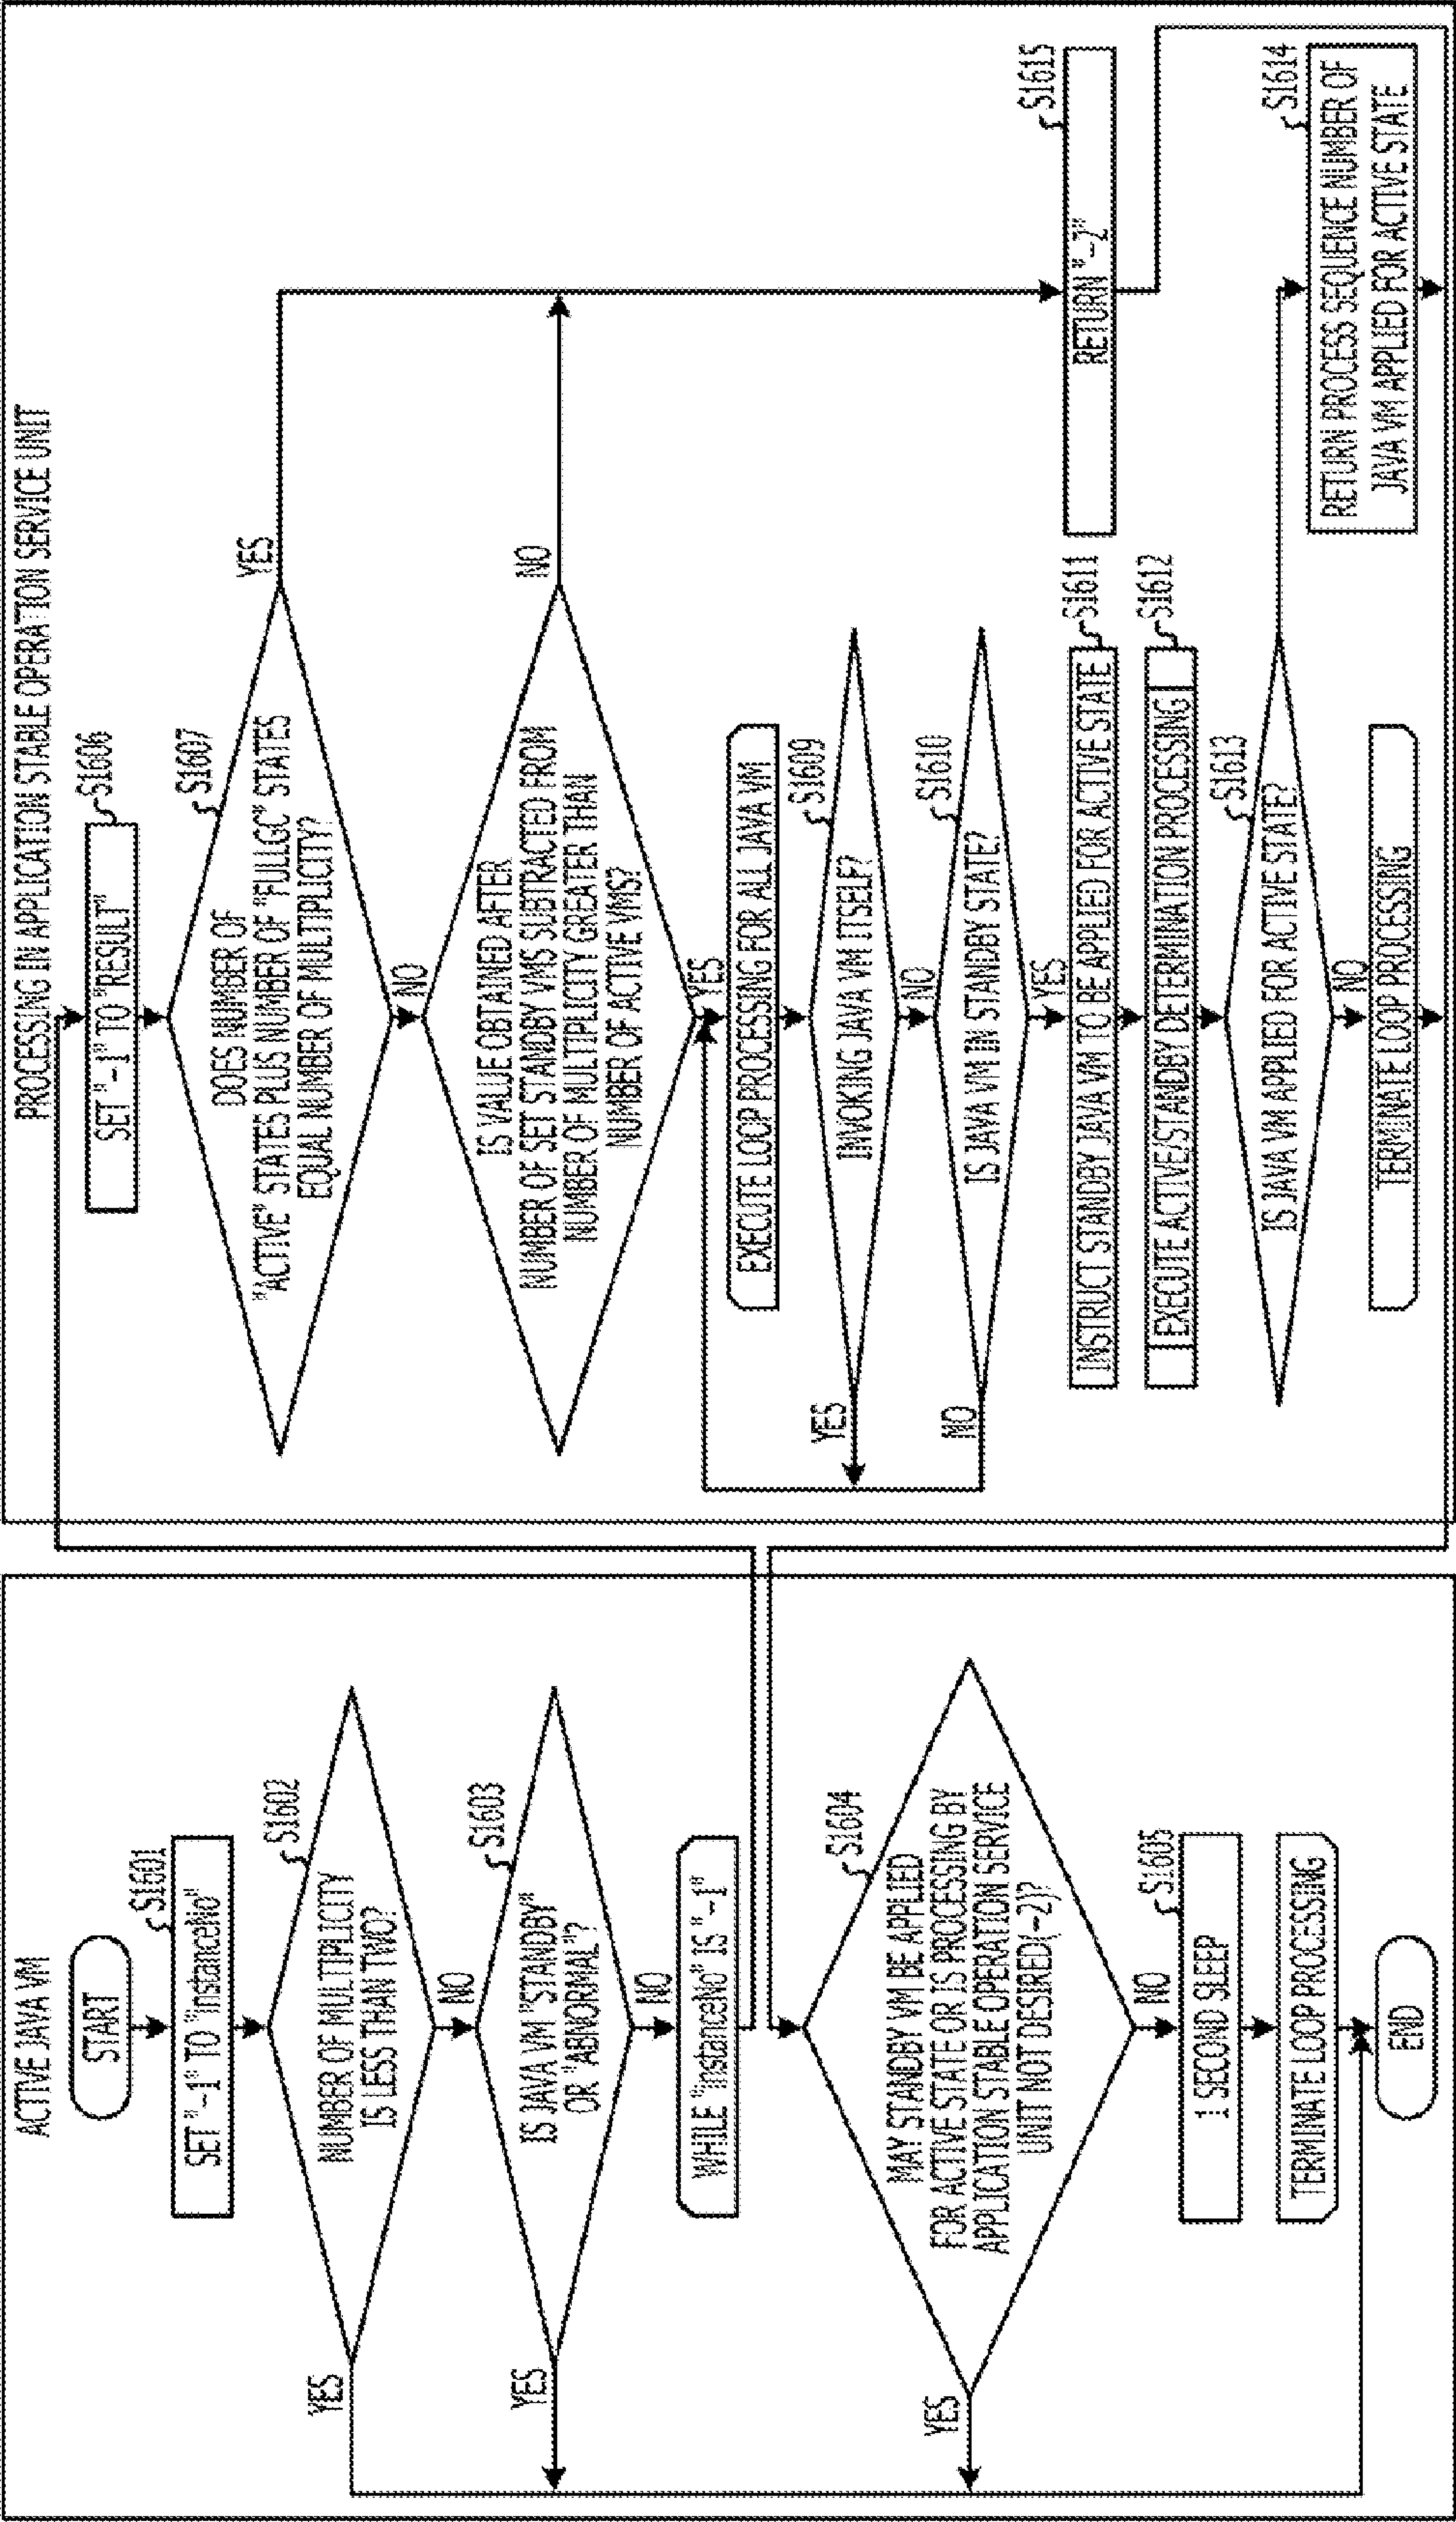 ACTIVE JAVA VM
START
S1601
SET "-1" TO "instanceNo"
S1602
NUMBER OF MULTIPLICITY
IS LESS THAN TWO?
YES
NO
S1603
IS JAVA VM "STANDBY"
OR "ABNORMAL"?
YES
NO
WHILE "instanceNo" IS "-1"
S1604
MAY STANDBY VM BE APPLIED
FOR ACTIVE STATE OR IS PROCESSING BY
APPLICATION STABLE OPERATION SERVICE
UNIT NOT DESIRED(-2)?
YES
NO
S1605
1 SECOND SLEEP
TERMINATE LOOP PROCESSING
END
PROCESSING IN APPLICATION STABLE OPERATION SERVICE UNIT
S1606
SET "-1" TO "RESULT"
S1607
DOES NUMBER OF
"ACTIVE" STATES PLUS NUMBER OF "FULLGC" STATES
EQUAL NUMBER OF MULTIPLICITY?
YES
NO
IS VALUE OBTAINED AFTER
NUMBER OF SET STANDBY VMS SUBTRACTED FROM
NUMBER OF MULTIPLICITY GREATER THAN
NUMBER OF ACTIVE VMS?
NO
YES
EXECUTE LOOP PROCESSING FOR ALL JAVA VM
S1609
INVOKING JAVA VM ITSELF?
YES
NO
S1610
IS JAVA VM IN STANDBY STATE?
NO
YES
S1611
INSTRUCT STANDBY JAVA VM TO BE APPLIED FOR ACTIVE STATE
S1612
EXECUTE ACTIVE/STANDBY DETERMINATION PROCESSING
S1613
IS JAVA VM APPLIED FOR ACTIVE STATE?
NO
TERMINATE LOOP PROCESSING
S1615
RETURN "-2"
S1614
RETURN PROCESS SEQUENCE NUMBER OF
JAVA VM APPLIED FOR ACTIVE STATE